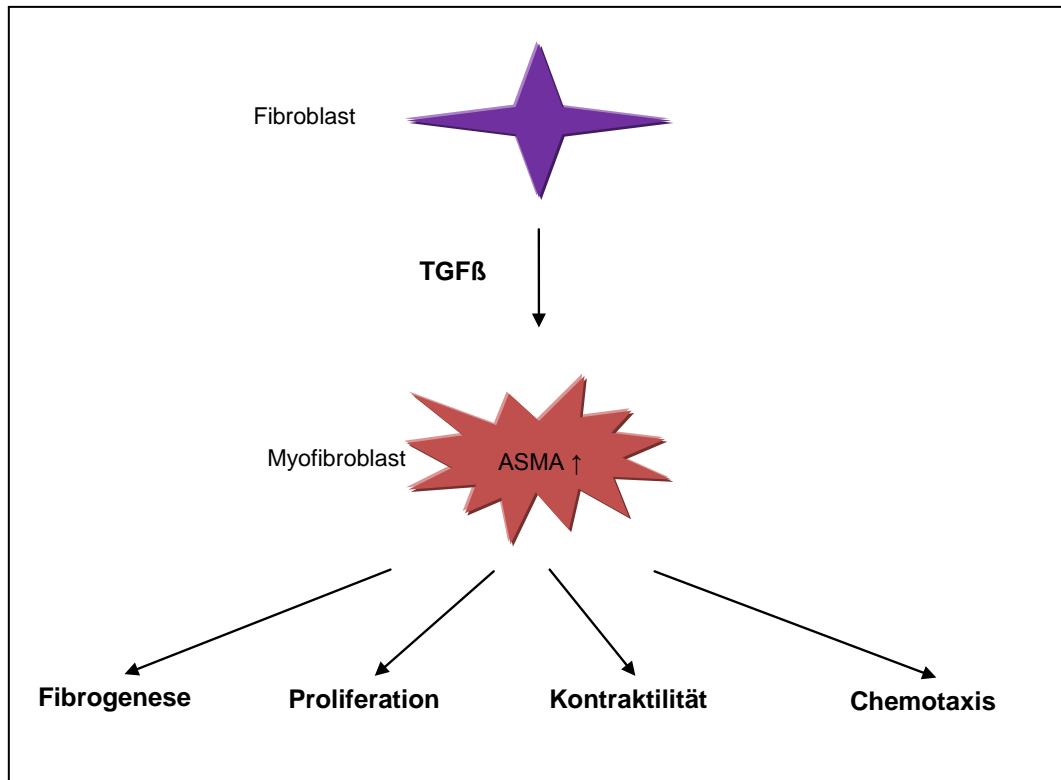 Fibroblast
TGFß
Myofibroblast
ASMA ↑
Fibrogenese
Proliferation
Kontraktilität
Chemotaxis